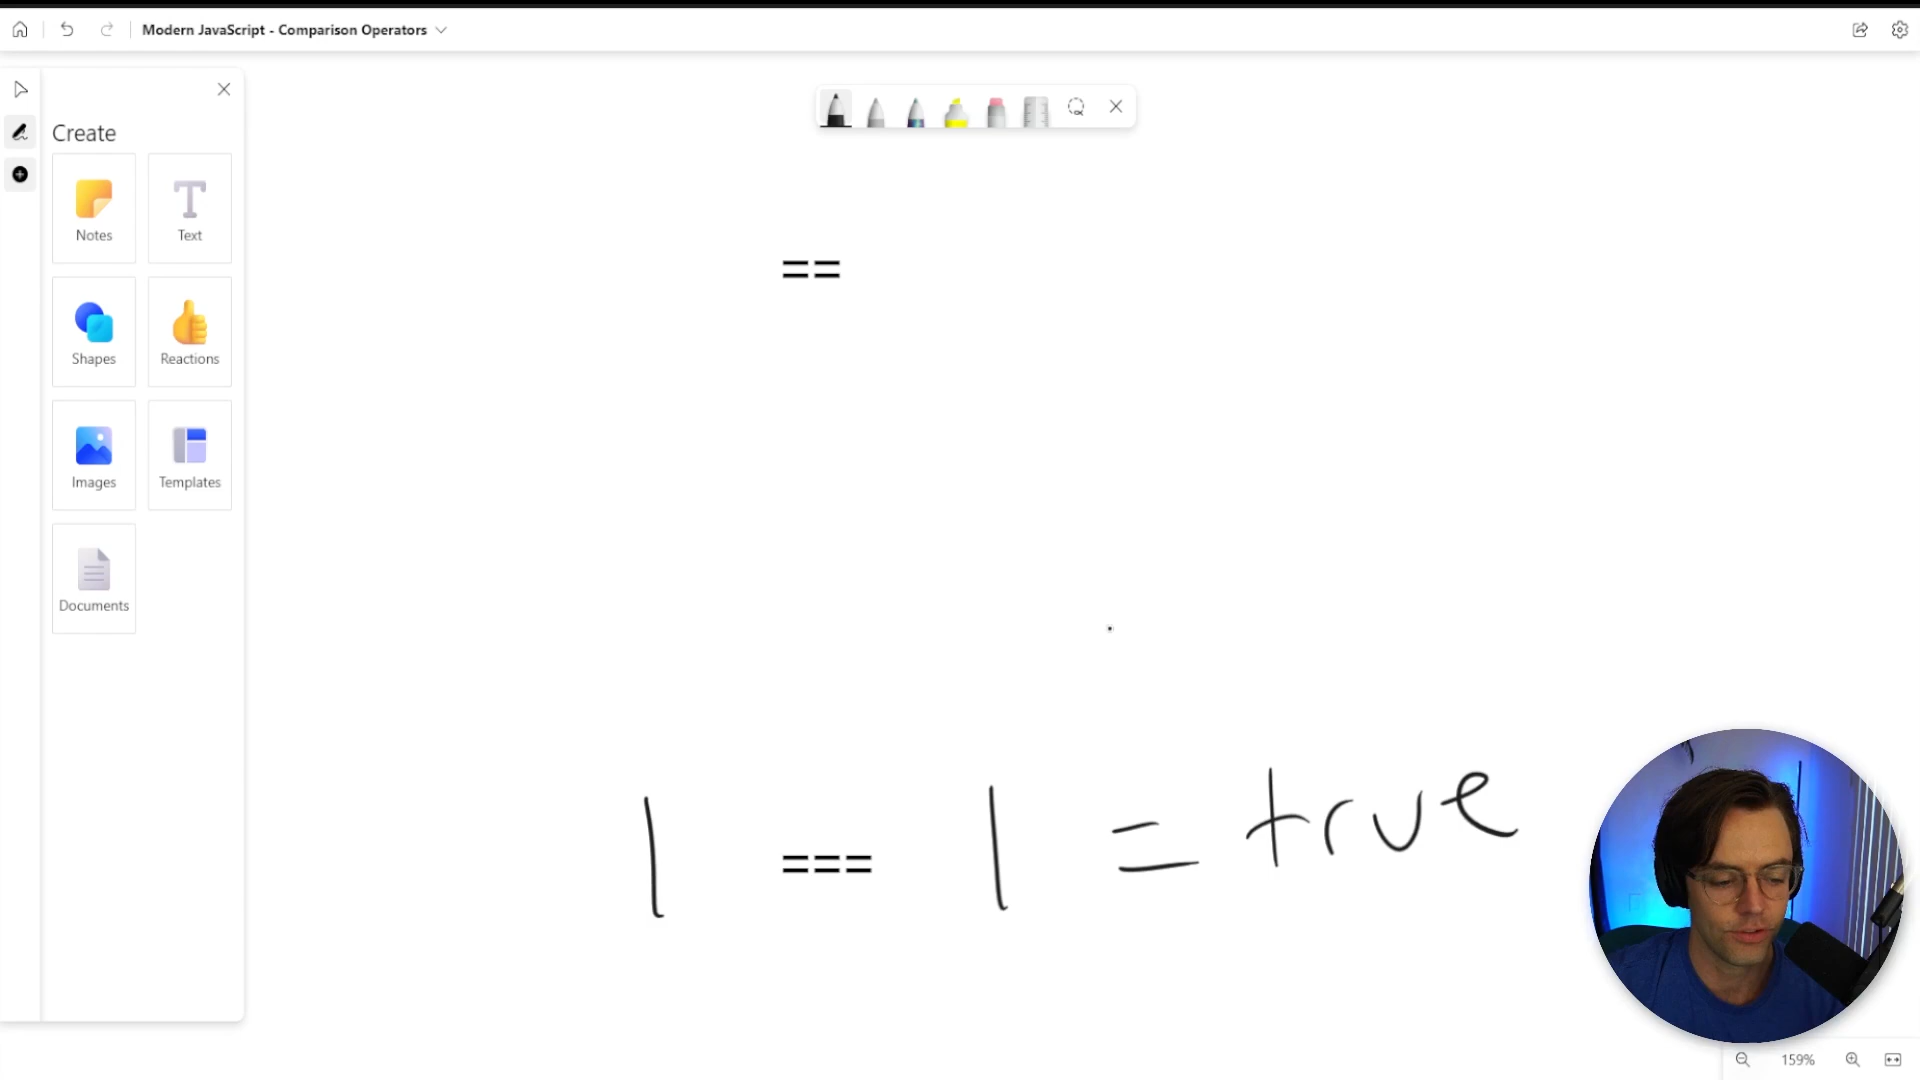 Modern JavaScript - Comparison Operators
Create
Notes
Text
==
Shapes
Reactions
Images
Templates
Documents
1 === 1 = true
159%